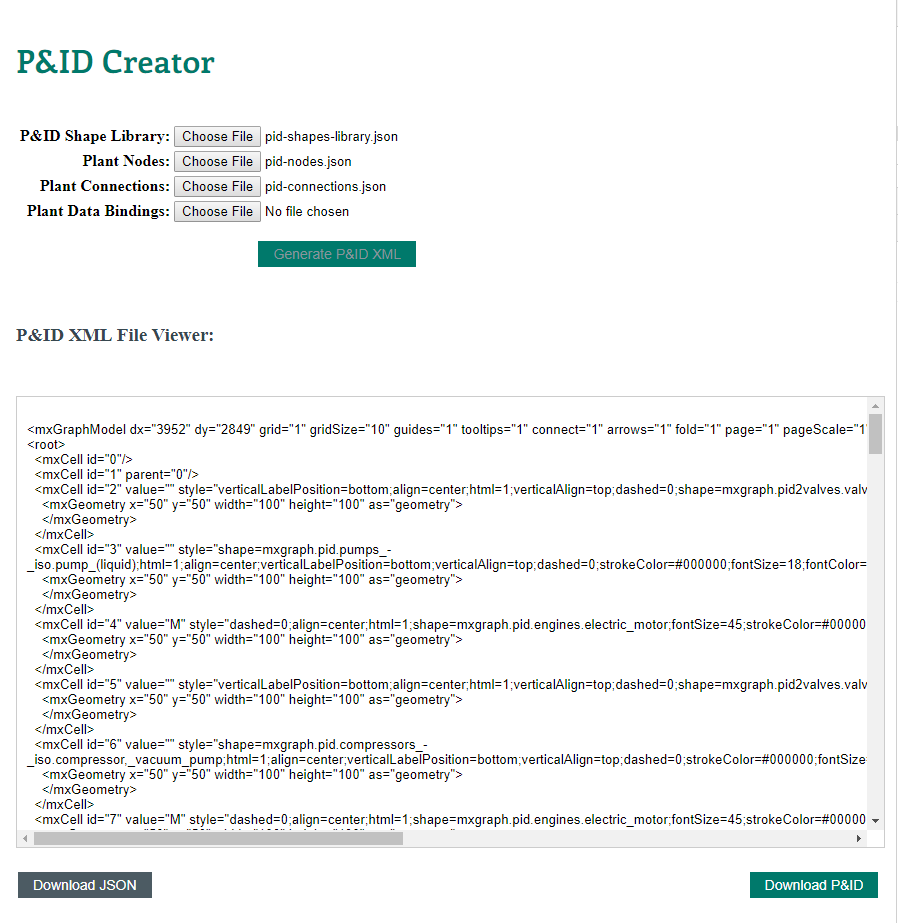 P&ID Creator
P&ID Shape Library: Choose File pid-shapes-library.json
Plant Nodes: Choose File pid-nodes.json
Plant Connections: Choose File pid-connections.json
Plant Data Bindings: Choose File No file chosen
Generate P&ID XML
P&ID XML File Viewer:
<mxGraphModel dx="3952" dy="2849" grid="1" gridSize="10" guides="1" tooltips="1" connect="1" arrows="1" fold="1" page="1" pageScale="1"
<root>
<mxCell id="0"/>
<mxCell id="1" parent="0"/>
<mxCell id="2" value="" style="verticalLabelPosition=bottom;align=center;html=1;verticalAlign=top;dashed=0;shape=mxgraph.pid2valves.valv
<mxGeometry x="50" y="50" width="100" height="100" as="geometry">
</mxGeometry>
</mxCell>
<mxCell id="3" value="" style="shape=mxgraph.pid.pumps_-
_iso.pump_(liquid);html=1;align=center;verticalLabelPosition=bottom;verticalAlign=top;dashed=0;strokeColor=#000000;fontSize=18;fontColor=
<mxGeometry x="50" y="50" width="100" height="100" as="geometry">
</mxGeometry>
</mxCell>
<mxCell id="4" value="M" style="dashed=0;align=center;html=1;shape=mxgraph.pid.engines.electric_motor;fontSize=45;strokeColor=#00000
<mxGeometry x="50" y="50" width="100" height="100" as="geometry">
</mxGeometry>
</mxCell>
<mxCell id="5" value="" style="verticalLabelPosition=bottom;align=center;html=1;verticalAlign=top;dashed=0;shape=mxgraph.pid2valves.valv
<mxGeometry x="50" y="50" width="100" height="100" as="geometry">
</mxGeometry>
</mxCell>
<mxCell id="6" value="" style="shape=mxgraph.pid.compressors_-
_iso.compressor,_vacuum_pump;html=1;align=center;verticalLabelPosition=bottom;verticalAlign=top;dashed=0;strokeColor=#000000;fontSize
<mxGeometry x="50" y="50" width="100" height="100" as="geometry">
</mxGeometry>
</mxCell>
<mxCell id="7" value="M" style="dashed=0;align=center;html=1;shape=mxgraph.pid.engines.electric_motor;fontSize=45;strokeColor=#00000
Download JSON
Download P&ID